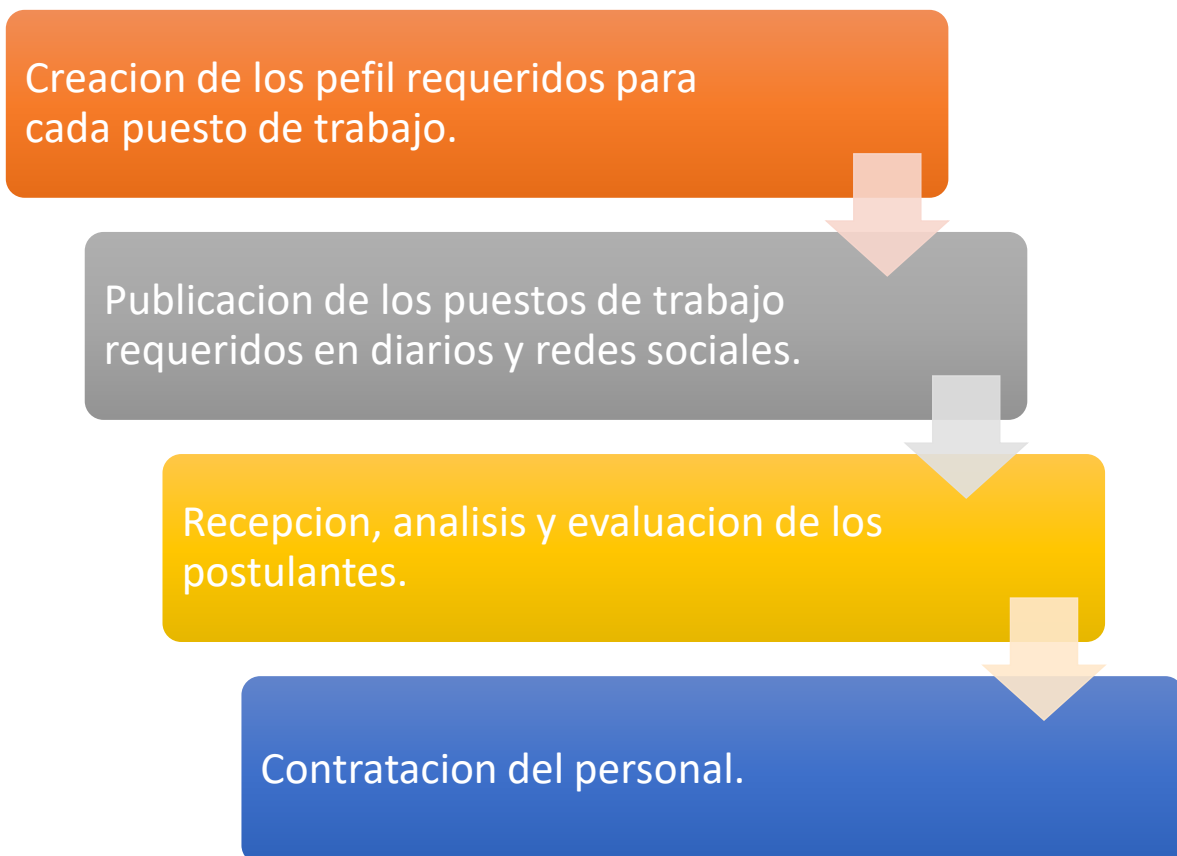 Creacion de los pefil requeridos para
cada puesto de trabajo.
Publicacion de los puestos de trabajo
requeridos en diarios y redes sociales.
Recepcion, analisis y evaluacion de los
postulantes.
Contratacion del personal.